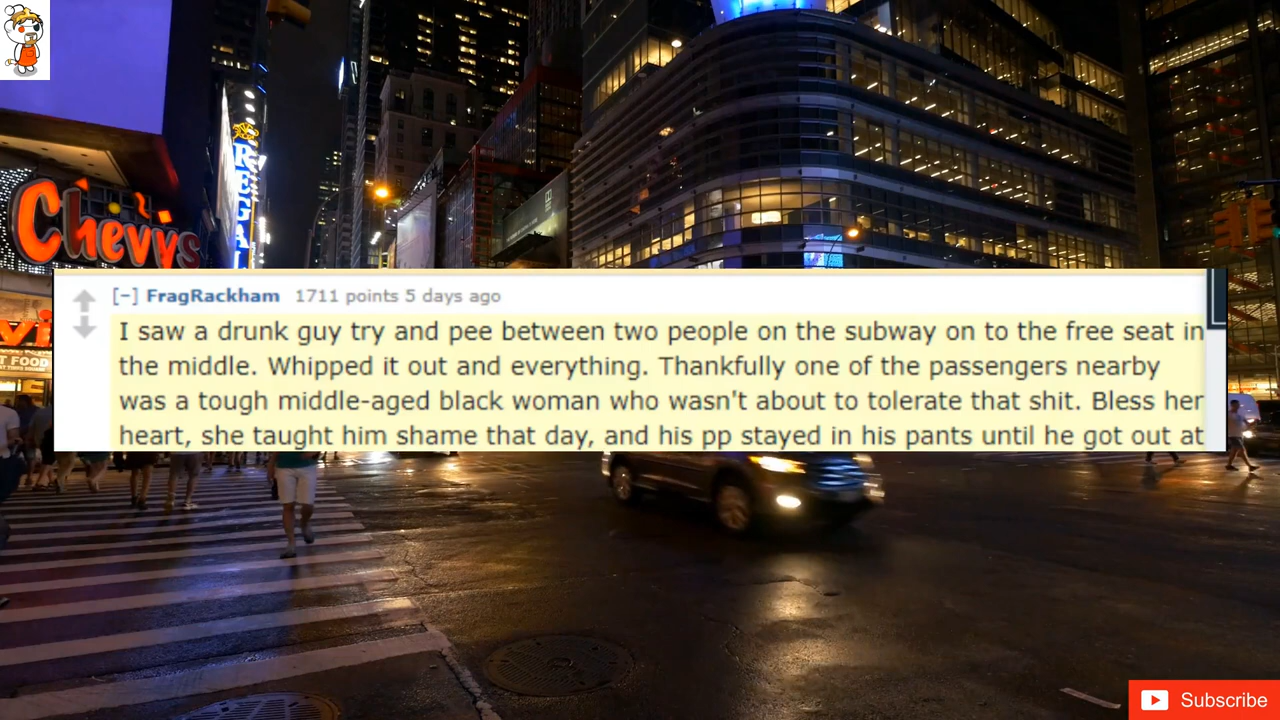 Chevys
REGAL
[−] FragRackham 1711 points 5 days ago
I saw a drunk guy try and pee between two people on the subway on to the free seat in
the middle. Whipped it out and everything. Thankfully one of the passengers nearby
was a tough middle-aged black woman who wasn't about to tolerate that shit. Bless her
heart, she taught him shame that day, and his pp stayed in his pants until he got out at
T FOOD
Subscribe